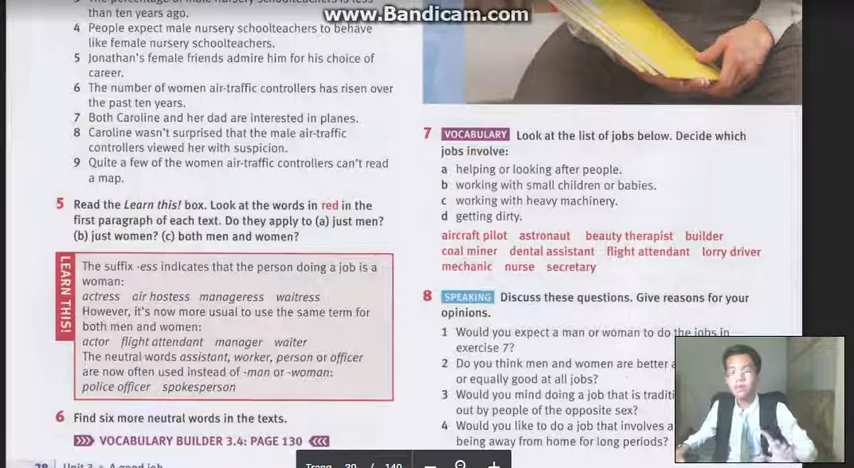 www.Bandicam.com
3 The percentage of male nursery schoolteachers is less
than ten years ago.
4 People expect male nursery schoolteachers to behave
like female nursery schoolteachers.
5 Jonathan's female friends admire him for his choice of
career.
6 The number of women air-traffic controllers has risen over
the past ten years.
7 Both Caroline and her dad are interested in planes.
8 Caroline wasn't surprised that the male air-traffic
controllers viewed her with suspicion.
9 Quite a few of the women air-traffic controllers can't read
a map.
5 Read the Learn this! box. Look at the words in red in the
first paragraph of each text. Do they apply to (a) just men?
(b) just women? (c) both men and women?
LEARN THIS!
The suffix -ess indicates that the person doing a job is a
woman:
actress air hostess manageress waitress
However, it's now more usual to use the same term for
both men and women:
actor flight attendant manager waiter
The neutral words assistant, worker, person or officer
are now often used instead of -man or -woman:
police officer spokesperson
6 Find six more neutral words in the texts.
VOCABULARY BUILDER 3.4: PAGE 130
28 Unit 3 • A good job
7 VOCABULARY Look at the list of jobs below. Decide which
jobs involve:
a helping or looking after people.
b working with small children or babies.
c working with heavy machinery.
d getting dirty.
aircraft pilot astronaut beauty therapist builder
coal miner dental assistant flight attendant lorry driver
mechanic nurse secretary
8 SPEAKING Discuss these questions. Give reasons for your
opinions.
1 Would you expect a man or woman to do the jobs in
exercise 7?
2 Do you think men and women are better a
or equally good at all jobs?
3 Would you mind doing a job that is traditi
out by people of the opposite sex?
4 Would you like to do a job that involves a
being away from home for long periods?
Trang 30 / 140